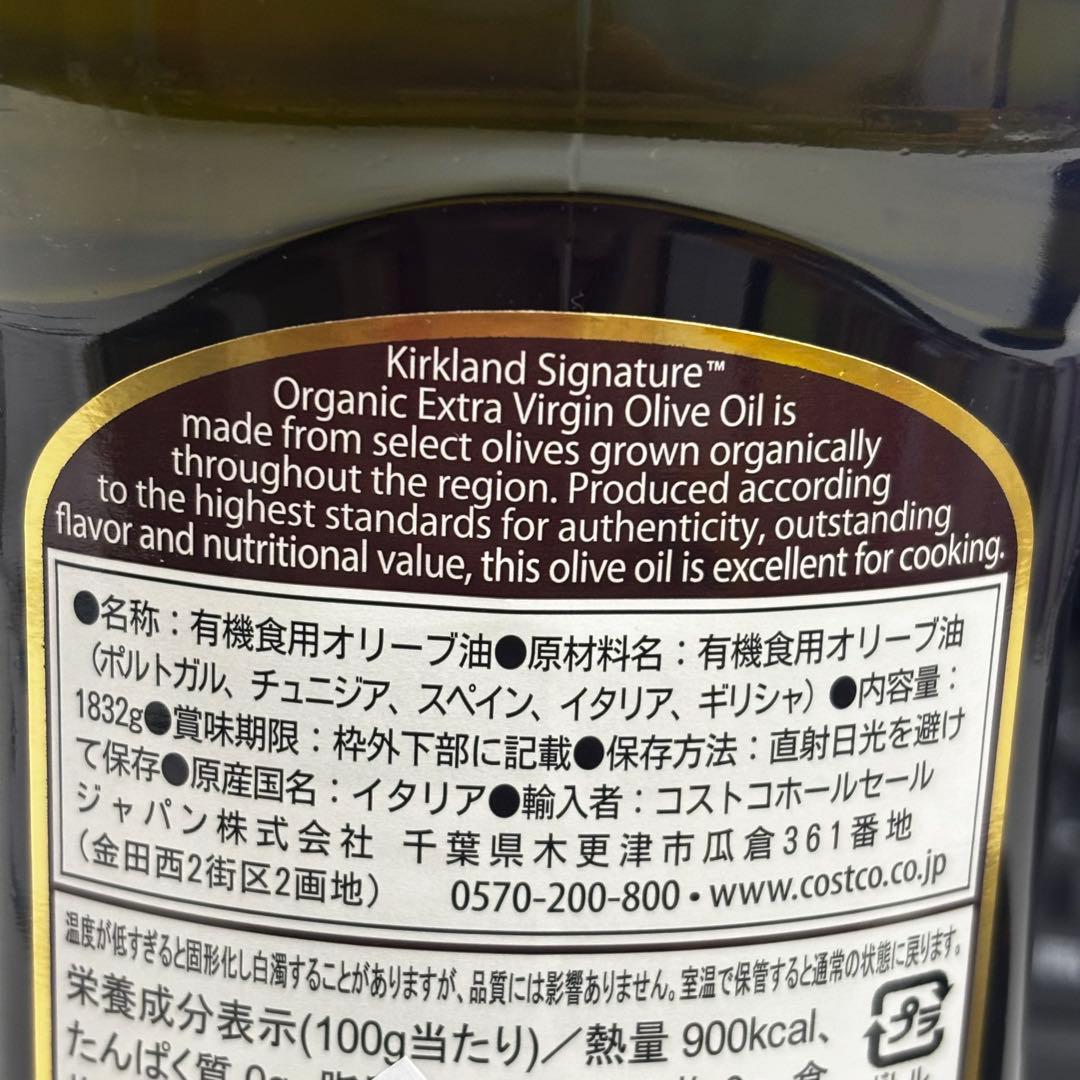 Kirkland Signature™
Organic Extra Virgin Olive Oil is
made from select olives grown organically
throughout the region. Produced according
to the highest standards for authenticity, outstanding
flavor and nutritional value, this olive oil is excellent for cooking.
●名称：有機食用オリーブ油●原材料名：有機食用オリーブ油
（ポルトガル、チュニジア、スペイン、イタリア、ギリシャ）●内容量：
1832g●賞味期限：枠外下部に記載●保存方法：直射日光を避け
て保存●原産国名：イタリア●輸入者：コストコホールセール
ジャパン株式会社 千葉県木更津市瓜倉361番地
（金田西2街区2画地） 0570-200-800・www.costco.co.jp
温度が低すぎると固形化し白濁することがありますが、品質には影響ありません。室温で保管すると通常の状態に戻ります。
栄養成分表示(100g当たり)／熱量 900kcal、
プラ
たんぱく質 0g